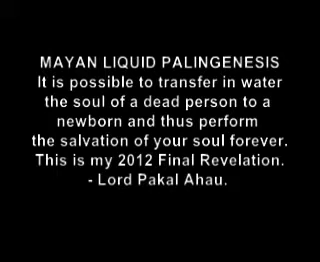 MAYAN LIQUID PALINGENESIS
It is possible to transfer in water
the soul of a dead person to a
newborn and thus perform
the salvation of your soul forever.
This is my 2012 Final Revelation.
- Lord Pakal Ahau.